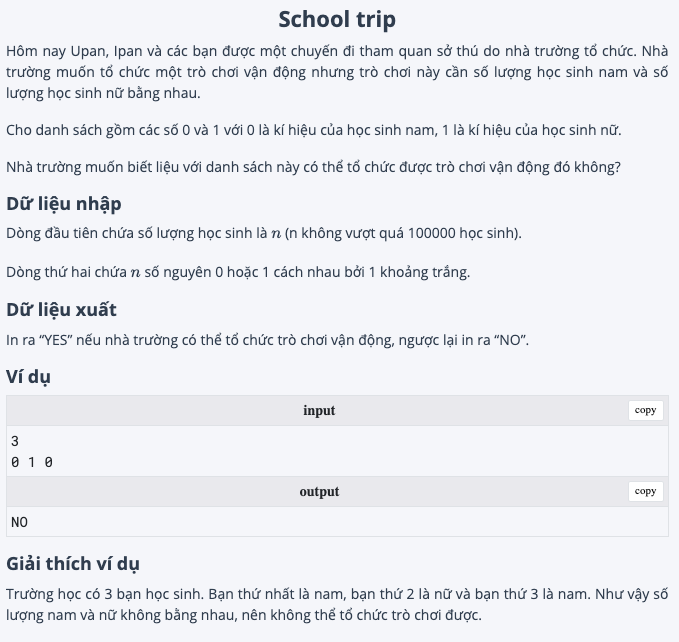 School trip
Hôm nay Upan, Ipan và các bạn được một chuyến đi tham quan sở thú do nhà trường tổ chức. Nhà
trường muốn tổ chức một trò chơi vận động nhưng trò chơi này cần số lượng học sinh nam và số
lượng học sinh nữ bằng nhau.
Cho danh sách gồm các số 0 và 1 với 0 là kí hiệu của học sinh nam, 1 là kí hiệu của học sinh nữ.
Nhà trường muốn biết liệu với danh sách này có thể tổ chức được trò chơi vận động đó không?
Dữ liệu nhập
Dòng đầu tiên chứa số lượng học sinh là n (n không vượt quá 100000 học sinh).
Dòng thứ hai chứa n số nguyên 0 hoặc 1 cách nhau bởi 1 khoảng trắng.
Dữ liệu xuất
In ra “YES” nếu nhà trường có thể tổ chức trò chơi vận động, ngược lại in ra “NO”.
Ví dụ
input copy
3
0 1 0
output copy
NO
Giải thích ví dụ
Trường học có 3 bạn học sinh. Bạn thứ nhất là nam, bạn thứ 2 là nữ và bạn thứ 3 là nam. Như vậy số
lượng nam và nữ không bằng nhau, nên không thể tổ chức trò chơi được.